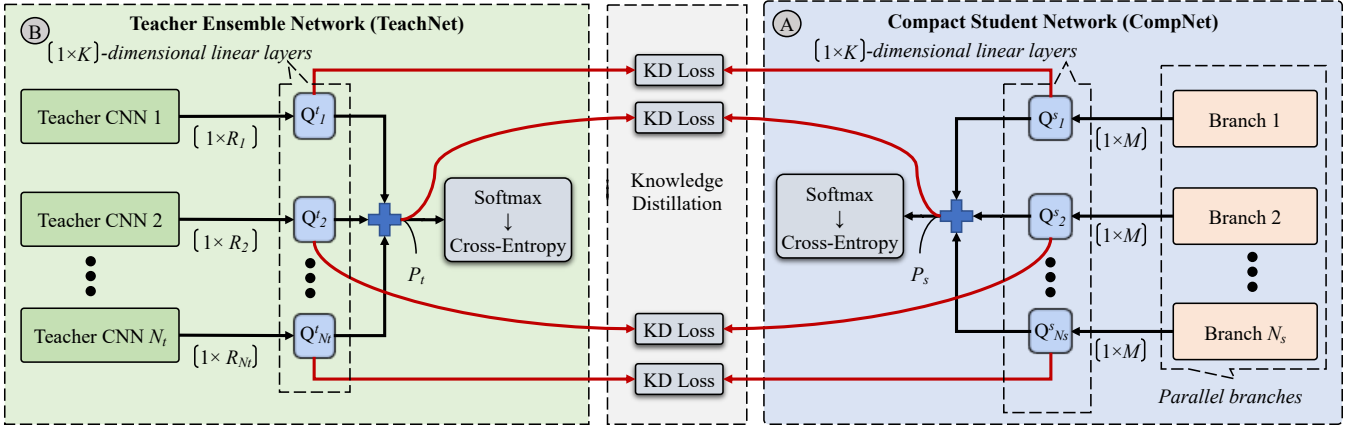 B
Teacher Ensemble Network (TeachNet)
[1×K]-dimensional linear layers
Teacher CNN 1
[1×R₁]
Qᵗ₁
Teacher CNN 2
[1× R₂]
Qᵗ₂
Teacher CNN Nₜ
[1× R_Nt]
Qᵗ_Nt
Softmax
↓
Cross-Entropy
Pₜ
KD Loss
KD Loss
Knowledge
Distillation
KD Loss
KD Loss
A
Compact Student Network (CompNet)
[1×K]-dimensional linear layers
Softmax
↓
Cross-Entropy
Pₛ
Qˢ₁
[1×M]
Branch 1
Qˢ₂
[1×M]
Branch 2
Qˢ_Ns
[1×M]
Branch Nₛ
Parallel branches